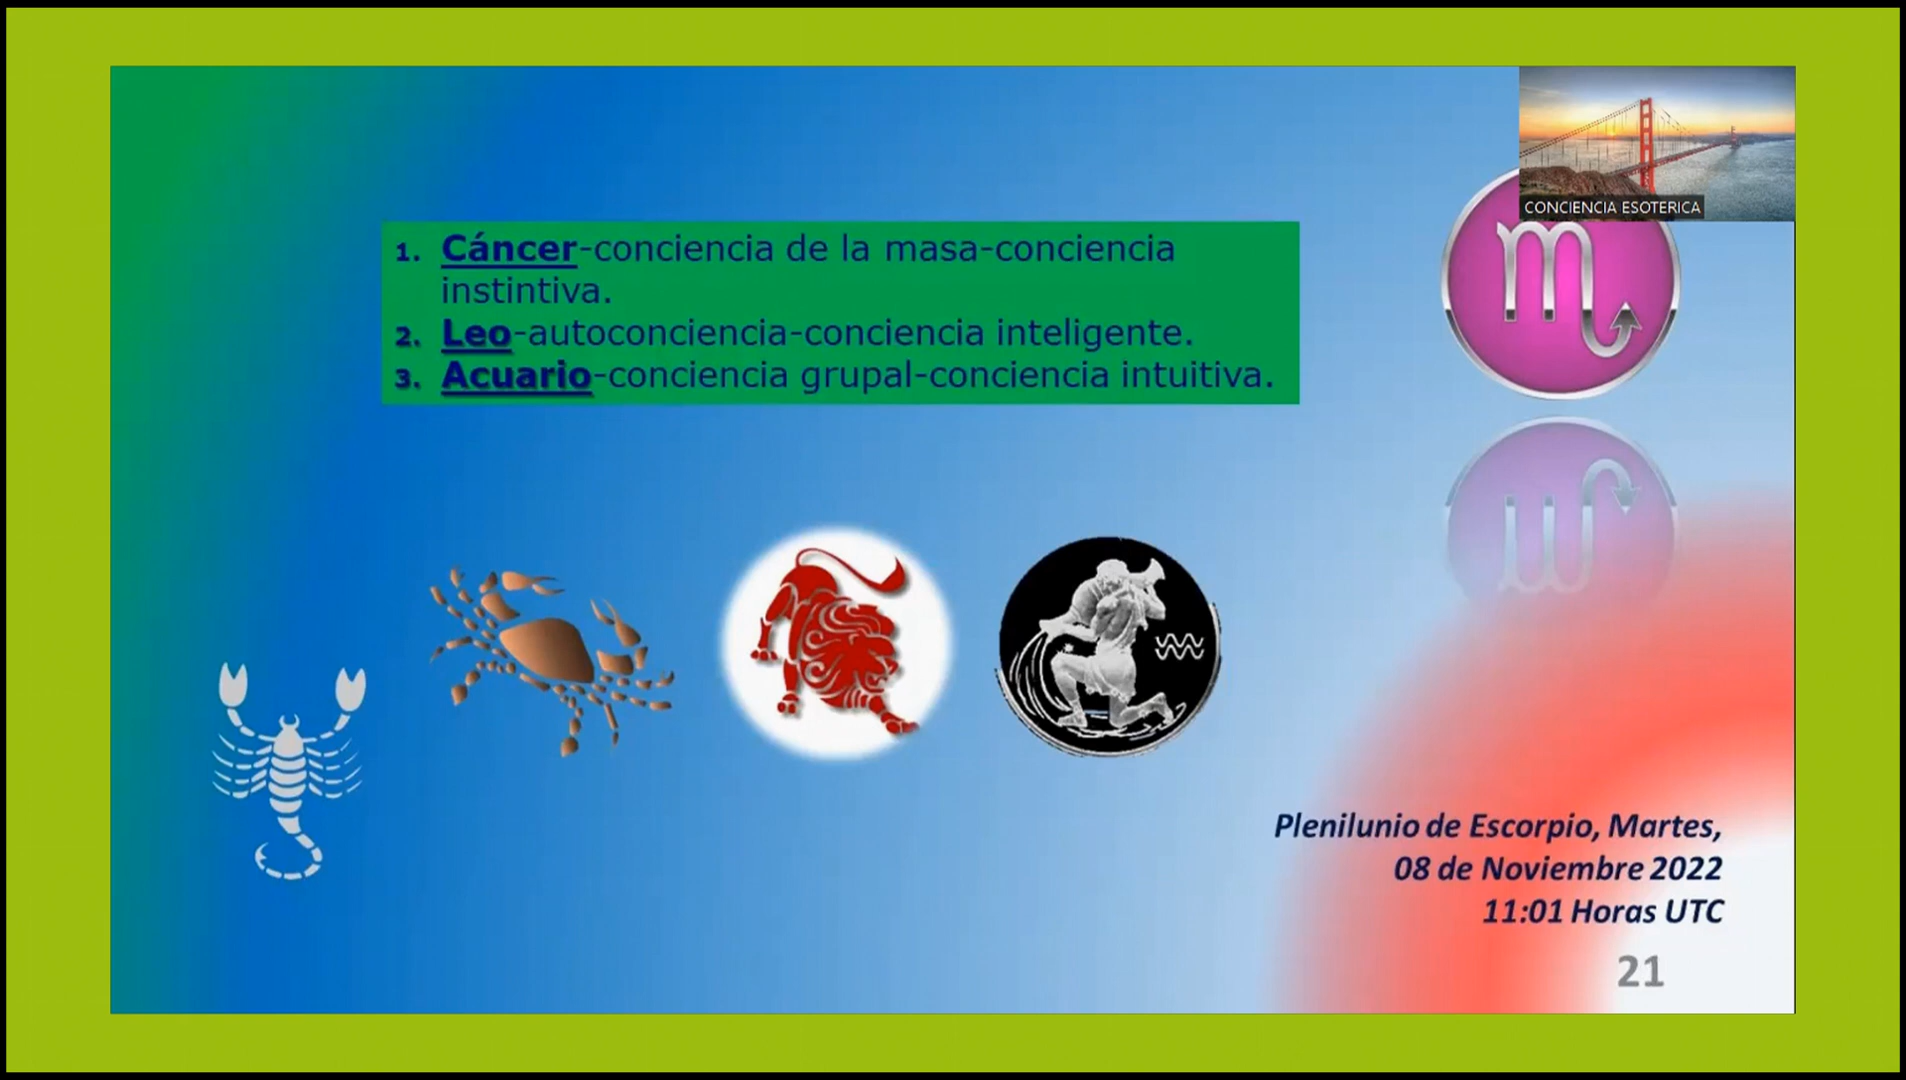 CONCIENCIA ESOTERICA
1. Cáncer-conciencia de la masa-conciencia
instintiva.
2. Leo-autoconciencia-conciencia inteligente.
3. Acuario-conciencia grupal-conciencia intuitiva.
Plenilunio de Escorpio, Martes,
08 de Noviembre 2022
11:01 Horas UTC
21